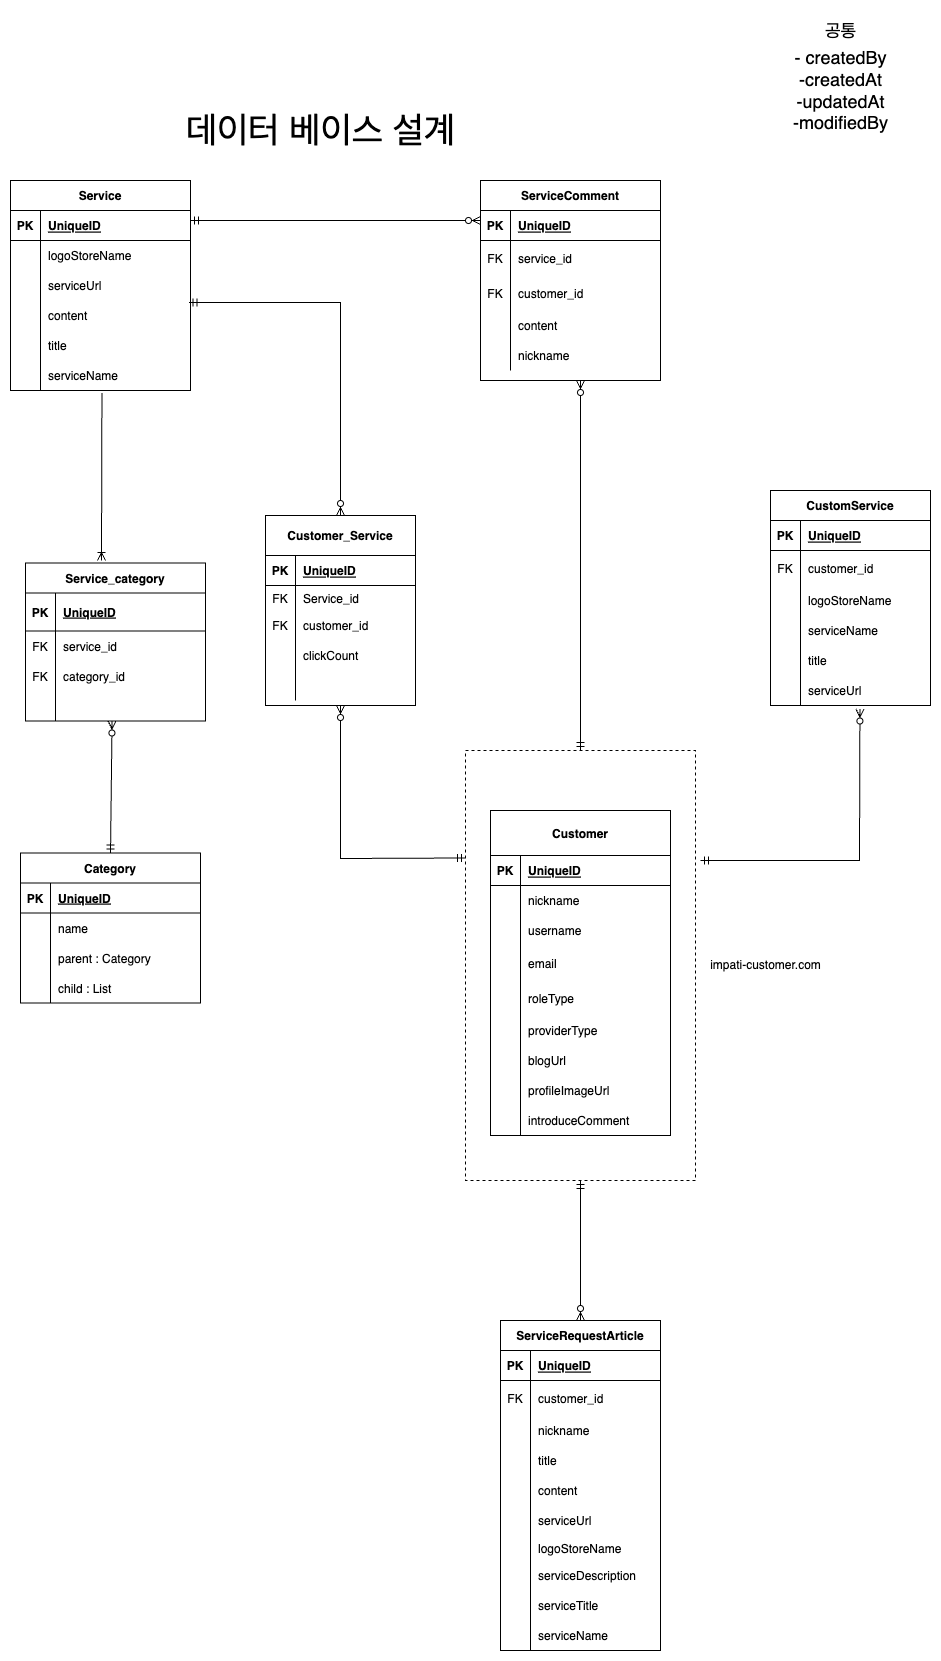 공통
- createdBy
-createdAt
-updatedAt
-modifiedBy
데이터 베이스 설계
Service
PK UniqueID
logoStoreName
serviceUrl
content
title
serviceName
ServiceComment
PK UniqueID
FK service_id
FK customer_id
content
nickname
Customer_Service
PK UniqueID
FK Service_id
FK customer_id
clickCount
CustomService
PK UniqueID
FK customer_id
logoStoreName
serviceName
title
serviceUrl
Service_category
PK UniqueID
FK service_id
FK category_id
Category
PK UniqueID
name
parent : Category
child : List
Customer
PK UniqueID
nickname
username
email
roleType
providerType
blogUrl
profileImageUrl
introduceComment
impati-customer.com
ServiceRequestArticle
PK UniqueID
FK customer_id
nickname
title
content
serviceUrl
logoStoreName
serviceDescription
serviceTitle
serviceName